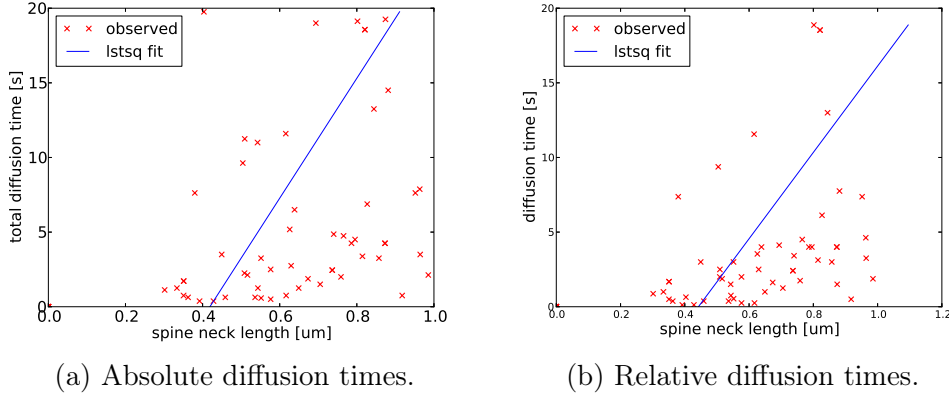 20
15
10
5
0
total diffusion time [s]
observed
lstsq fit
0.0 0.2 0.4 0.6 0.8 1.0
spine neck length [um]
(a) Absolute diffusion times.
20
15
10
5
0
diffusion time [s]
observed
lstsq fit
0.0 0.2 0.4 0.6 0.8 1.0 1.2
spine neck length [um]
(b) Relative diffusion times.